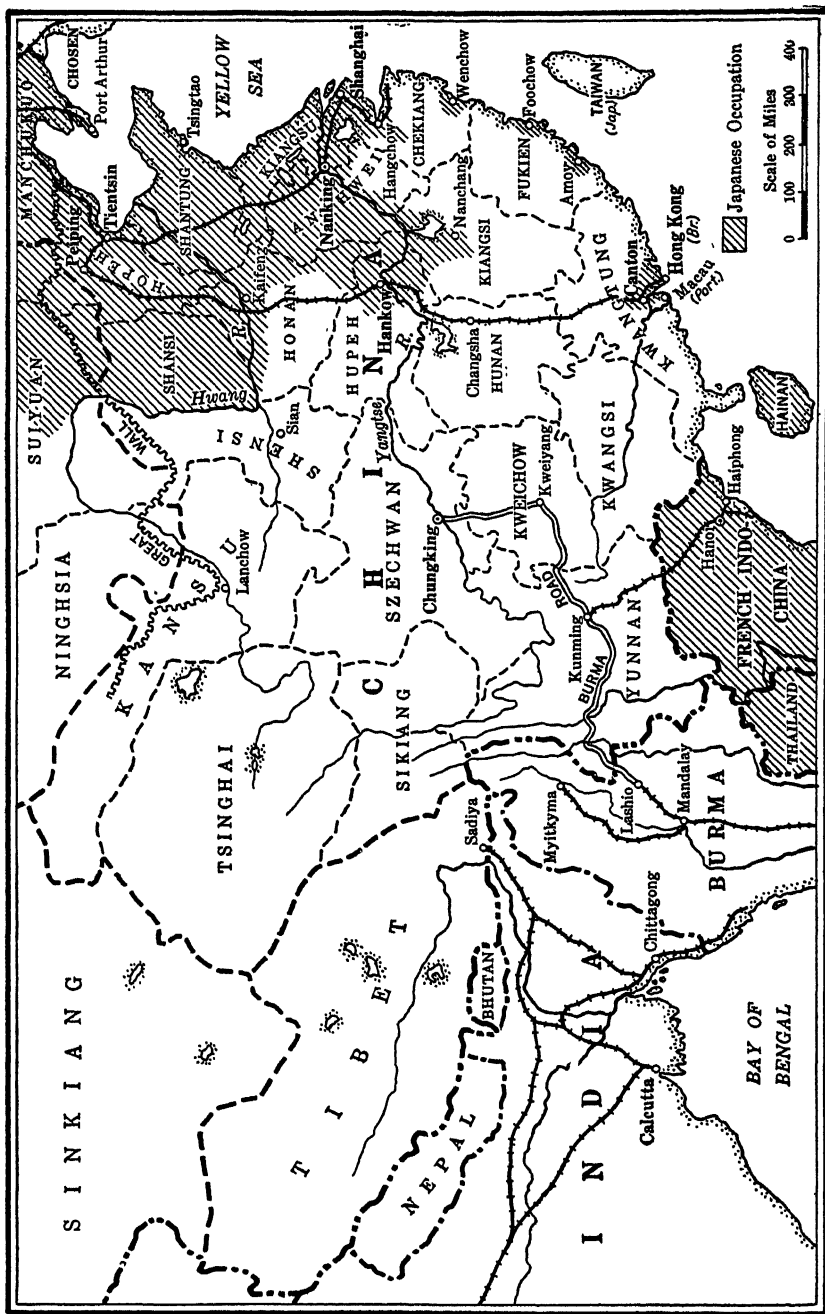 SINKIANG
NINGHSIA
SUIYUAN
MANCHUKUO
CHOSEN
Port Arthur
Peiping
Tientsin
HOPEH
SHANTUNG
Tsingtao
YELLOW
SEA
GREAT
WALL
KANSU
Lanchow
SHANSI
Hwang
R.
Kaifeng
HONAN
KIANGSU
TSINGHAI
SHENSI
Sian
HUPEH
Hankow
ANHWEI
Nanking
Shanghai
TIBET
CHINA
SIKIANG
SZECHWAN
Yangtse
R
Chungking
Hangchow
CHEKIANG
Wenchow
Nanchang
KIANGSI
Changsha
HUNAN
FUKIEN
Foochow
Amoy
TAIWAN
(Jap)
NEPAL
BHUTAN
Sadiya
KWEICHOW
Kweiyang
BURMA
ROAD
Kunming
YUNNAN
KWANGSI
KWANGTUNG
Canton
Hong Kong
(Br)
Macau
(Port.)
INDIA
Myitkyma
Lashio
Mandalay
BURMA
Chittagong
Calcutta
BAY OF
BENGAL
THAILAND
FRENCH INDO-
CHINA
Hanoi
Haiphong
HAINAN
Japanese Occupation
Scale of Miles
0 100 200 300 400